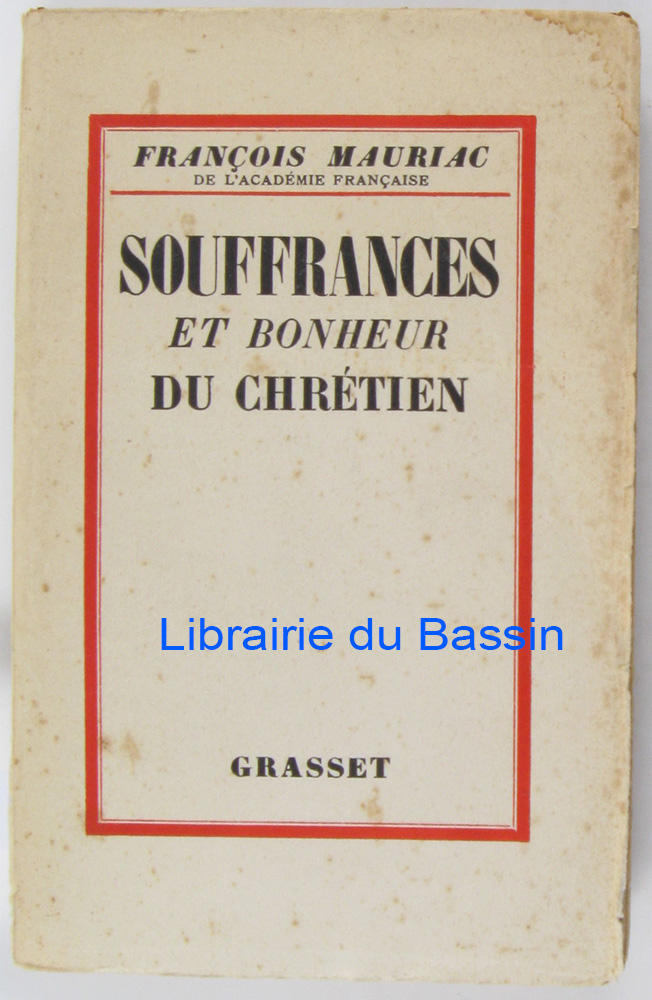 FRANÇOIS MAURIAC
DE L'ACADÉMIE FRANÇAISE
SOUFFRANCES
ET BONHEUR
DU CHRÉTIEN
Librairie du Bassin
GRASSET